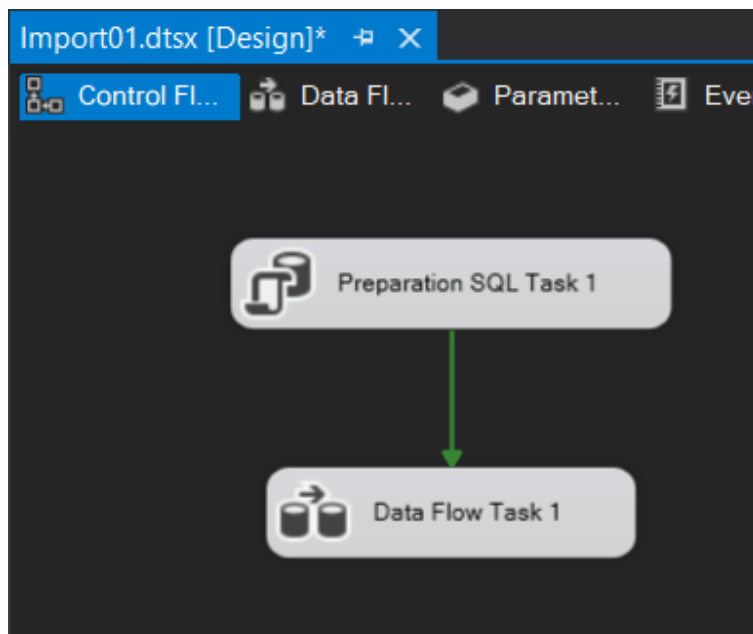 Import01.dtsx [Design]*
Control Fl... Data Fl... Paramet... Eve
Preparation SQL Task 1
Data Flow Task 1